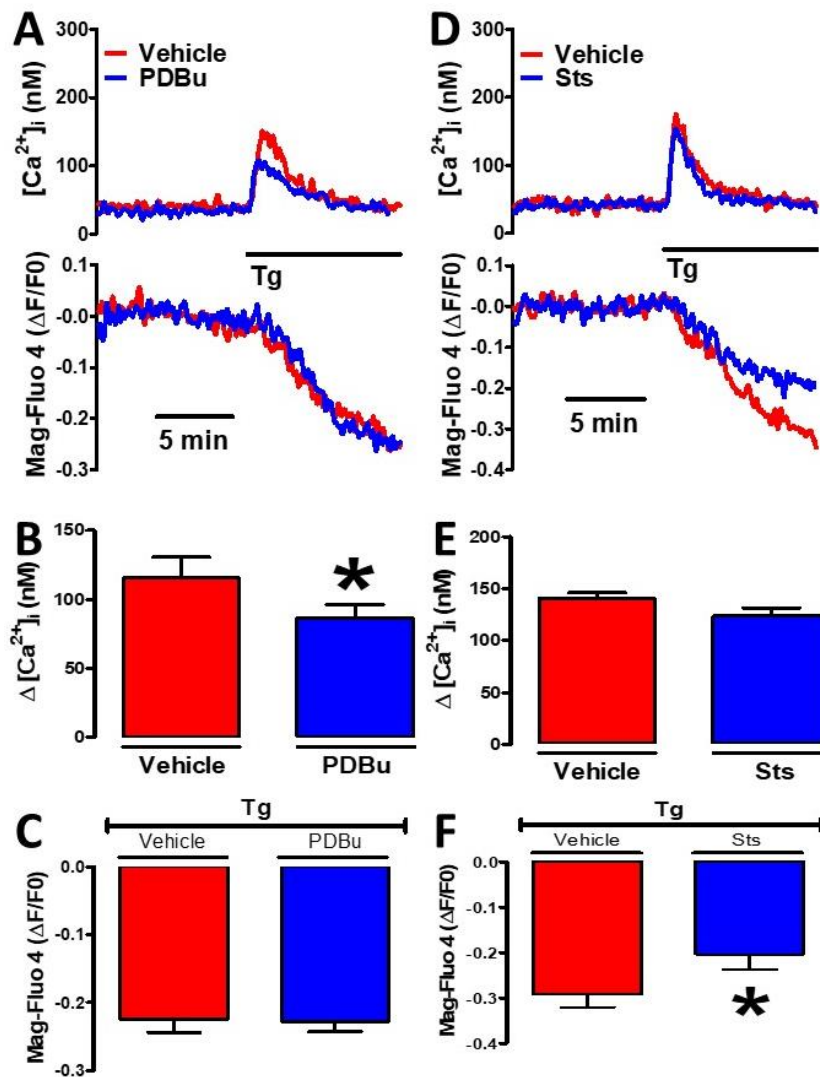 A
Vehicle
PDBu
[Ca²⁺]i (nM)
300
200
100
0
Tg
Mag-Fluo 4 (ΔF/F0)
0.1
-0.0
-0.1
-0.2
-0.3
5 min
D
Vehicle
Sts
[Ca²⁺]i (nM)
300
200
100
0
Tg
Mag-Fluo 4 (ΔF/F0)
0.1
-0.0
-0.1
-0.2
-0.3
-0.4
5 min
B
Δ [Ca²⁺]i (nM)
150
100
50
0
*
Vehicle PDBu
E
Δ [Ca²⁺]i (nM)
200
150
100
50
0
Vehicle Sts
C
Tg
Vehicle PDBu
Mag-Fluo 4 (ΔF/F0)
0.0
-0.1
-0.2
-0.3
F
Tg
Vehicle Sts
Mag-Fluo 4 (ΔF/F0)
0.0
-0.1
-0.2
-0.3
-0.4
*